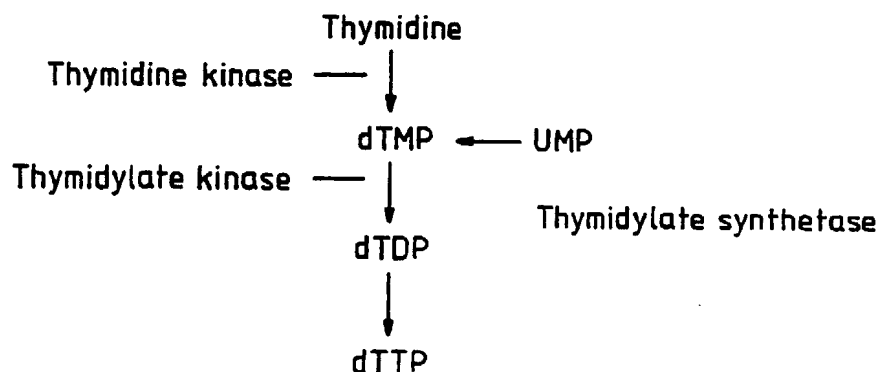 Thymidine
Thymidine kinase
dTMP
UMP
Thymidylate kinase
Thymidylate synthetase
dTDP
dTTP